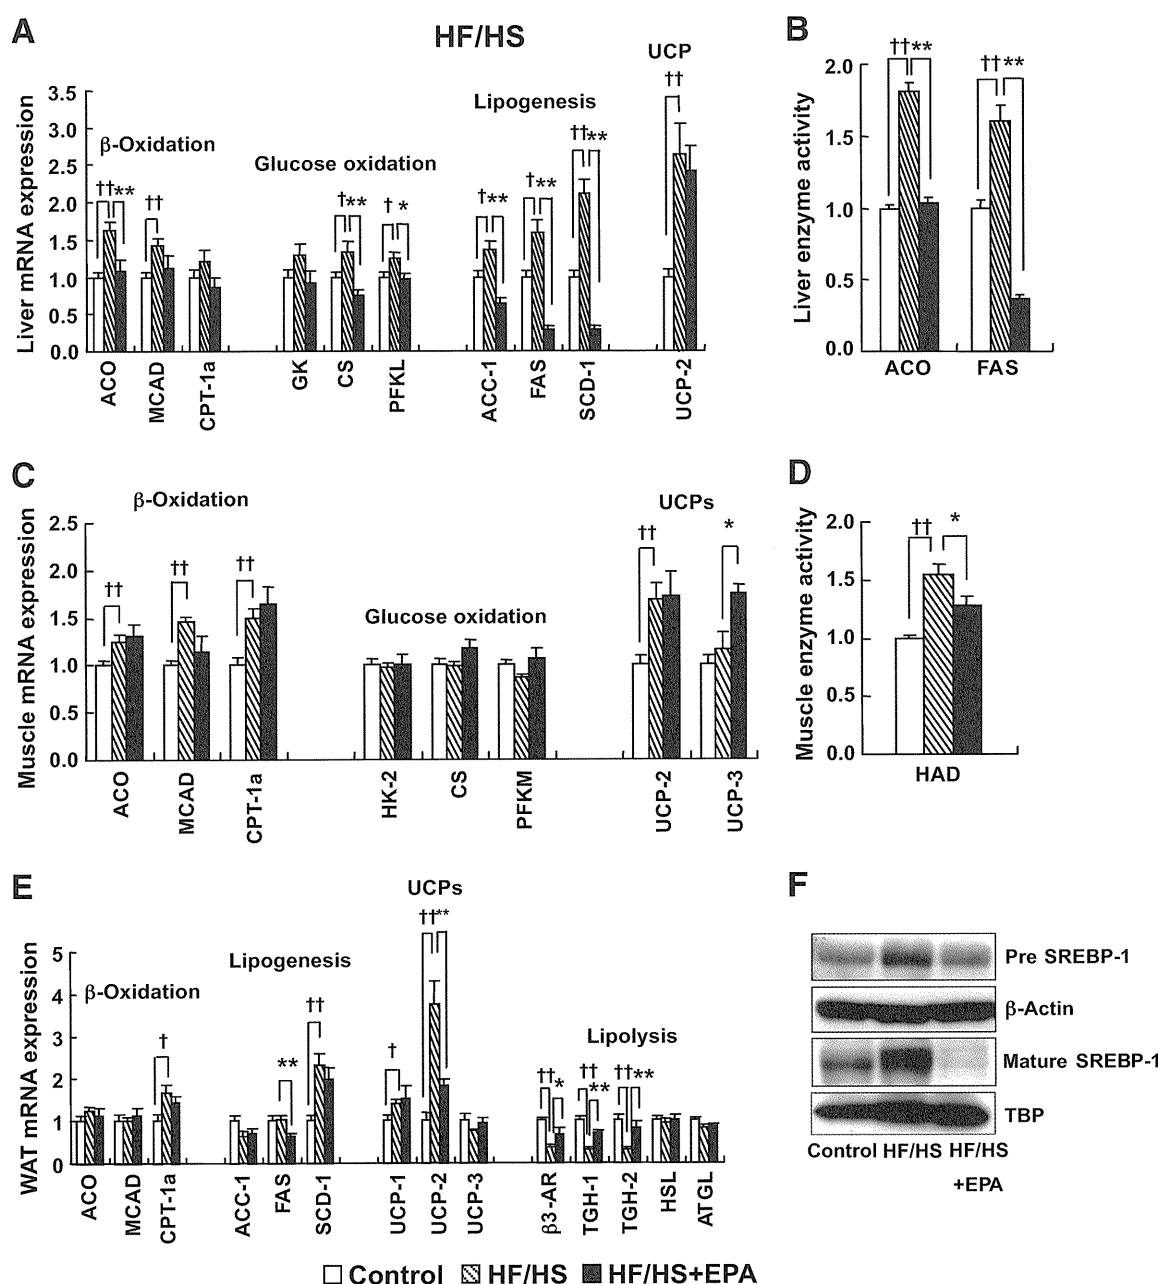 A
HF/HS
B
UCP
††
†† **
†† **
Lipogenesis
†† **
β-Oxidation
Glucose oxidation
†† **
††
† **
† *
† **
† **
Liver mRNA expression
3.5
3.0
2.5
2.0
1.5
1.0
0.5
0.0
ACO
MCAD
CPT-1a
GK
CS
PFKL
ACC-1
FAS
SCD-1
UCP-2
Liver enzyme activity
2.0
1.5
1.0
0.5
0.0
ACO
FAS
C
β-Oxidation
UCPs
††
††
††
Glucose oxidation
††
*
Muscle mRNA expression
2.5
2.0
1.5
1.0
0.5
0.0
ACO
MCAD
CPT-1a
HK-2
CS
PFKM
UCP-2
UCP-3
D
Muscle enzyme activity
2.0
1.5
1.0
0.5
0.0
††
*
HAD
E
UCPs
†† **
Lipogenesis
β-Oxidation
††
Lipolysis
†
**
†
†† *
†† **
†† **
WAT mRNA expression
5
4
3
2
1
0
ACO
MCAD
CPT-1a
ACC-1
FAS
SCD-1
UCP-1
UCP-2
UCP-3
β3-AR
TGH-1
TGH-2
HSL
ATGL
F
Pre SREBP-1
β-Actin
Mature SREBP-1
TBP
Control HF/HS HF/HS
+EPA
Control HF/HS HF/HS+EPA